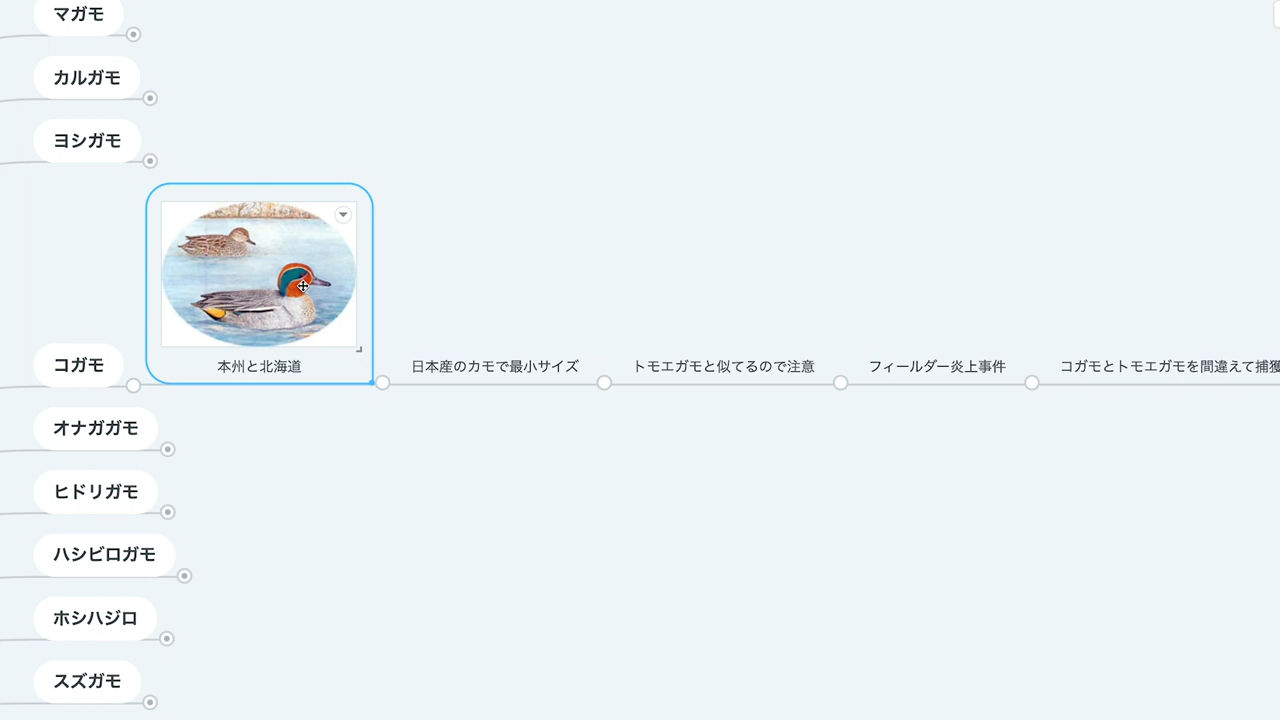 マガモ
カルガモ
ヨシガモ
コガモ
本州と北海道
日本産のカモで最小サイズ
トモエガモと似てるので注意
フィールダー炎上事件
コガモとトモエガモを間違えて捕獲
オナガガモ
ヒドリガモ
ハシビロガモ
ホシハジロ
スズガモ